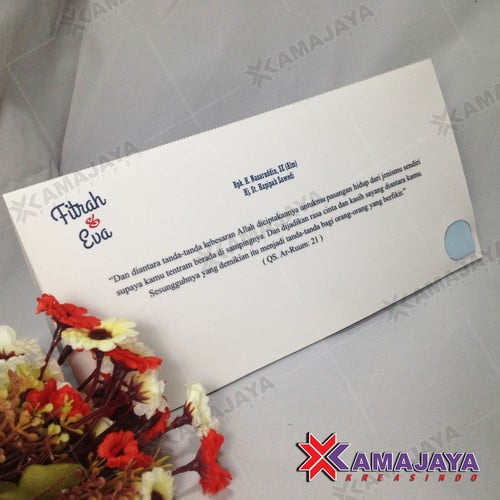 Fitrah
&
Eva
Bpk. H. Nasaruddin, SE (Alm)
Hj. St. Hapipah Sawedi
"Dan diantara tanda-tanda kebesaran Allah diciptakannya untukmu pasangan hidup dari jenismu sendiri
supaya kamu tentram berada di sampingnya. Dan dijadikan rasa cinta dan kasih sayang diantara kamu.
Sesungguhnya yang demikian itu menjadi tanda-tanda bagi orang-orang yang berfikir."
( QS. Ar-Ruum: 21 )
KAMAJAYA
KREASINDO